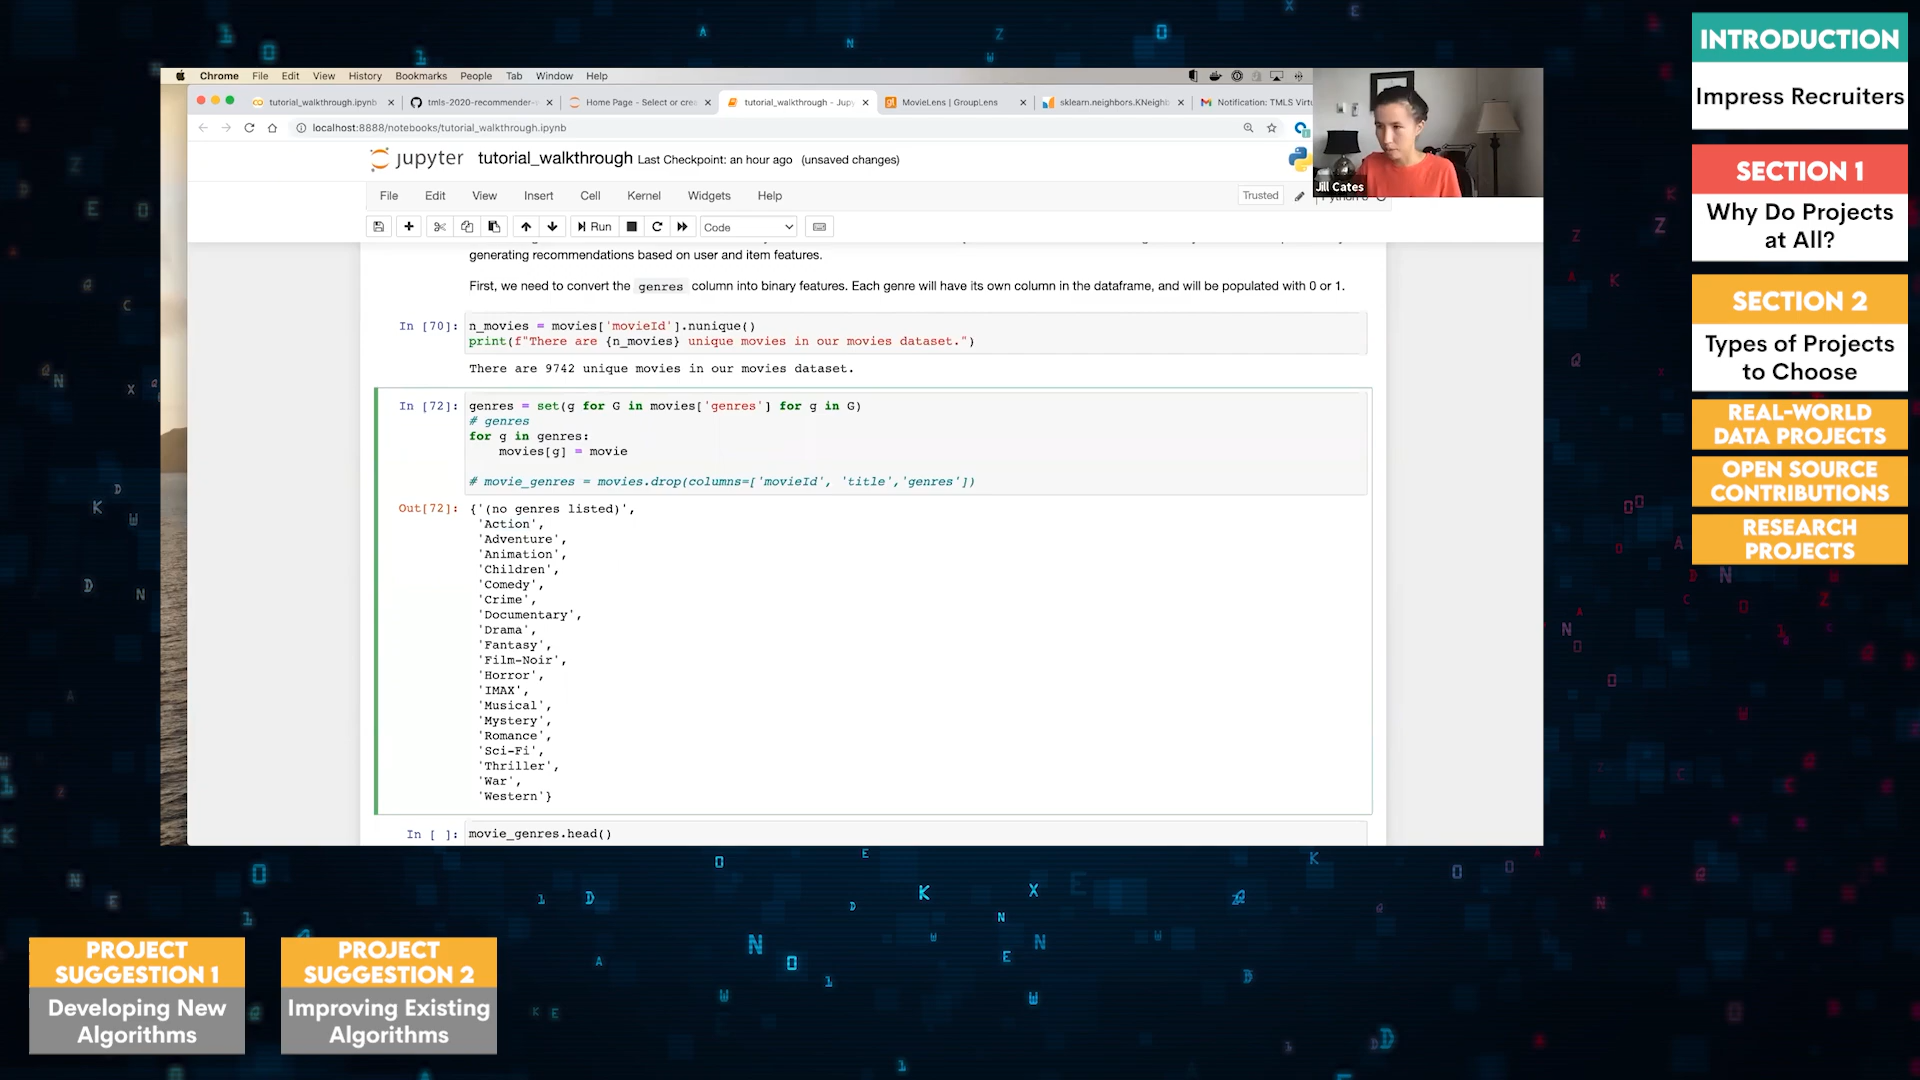 Chrome File Edit View History Bookmarks People Tab Window Help
tutorial_walkthrough.ipynb
tmls-2020-recommender-
Home Page - Select or crea
tutorial_walkthrough - Jupy
MovieLens | GroupLens
sklearn.neighbors.KNeighb
Notification: TMLS Virtu
localhost:8888/notebooks/tutorial_walkthrough.ipynb
jupyter tutorial_walkthrough Last Checkpoint: an hour ago (unsaved changes)
Jill Cates
File Edit View Insert Cell Kernel Widgets Help Trusted
Run Code
generating recommendations based on user and item features.
First, we need to convert the genres column into binary features. Each genre will have its own column in the dataframe, and will be populated with 0 or 1.
In [70]: n_movies = movies['movieId'].nunique()
print(f"There are {n_movies} unique movies in our movies dataset.")
There are 9742 unique movies in our movies dataset.
In [72]: genres = set(g for G in movies['genres'] for g in G)
# genres
for g in genres:
movies[g] = movie
# movie_genres = movies.drop(columns=['movieId', 'title','genres'])
Out[72]: {'(no genres listed)',
'Action',
'Adventure',
'Animation',
'Children',
'Comedy',
'Crime',
'Documentary',
'Drama',
'Fantasy',
'Film-Noir',
'Horror',
'IMAX',
'Musical',
'Mystery',
'Romance',
'Sci-Fi',
'Thriller',
'War',
'Western'}
In [ ]: movie_genres.head()
INTRODUCTION
Impress Recruiters
SECTION 1
Why Do Projects
at All?
SECTION 2
Types of Projects
to Choose
REAL-WORLD
DATA PROJECTS
OPEN SOURCE
CONTRIBUTIONS
RESEARCH
PROJECTS
PROJECT
SUGGESTION 1
Developing New
Algorithms
PROJECT
SUGGESTION 2
Improving Existing
Algorithms